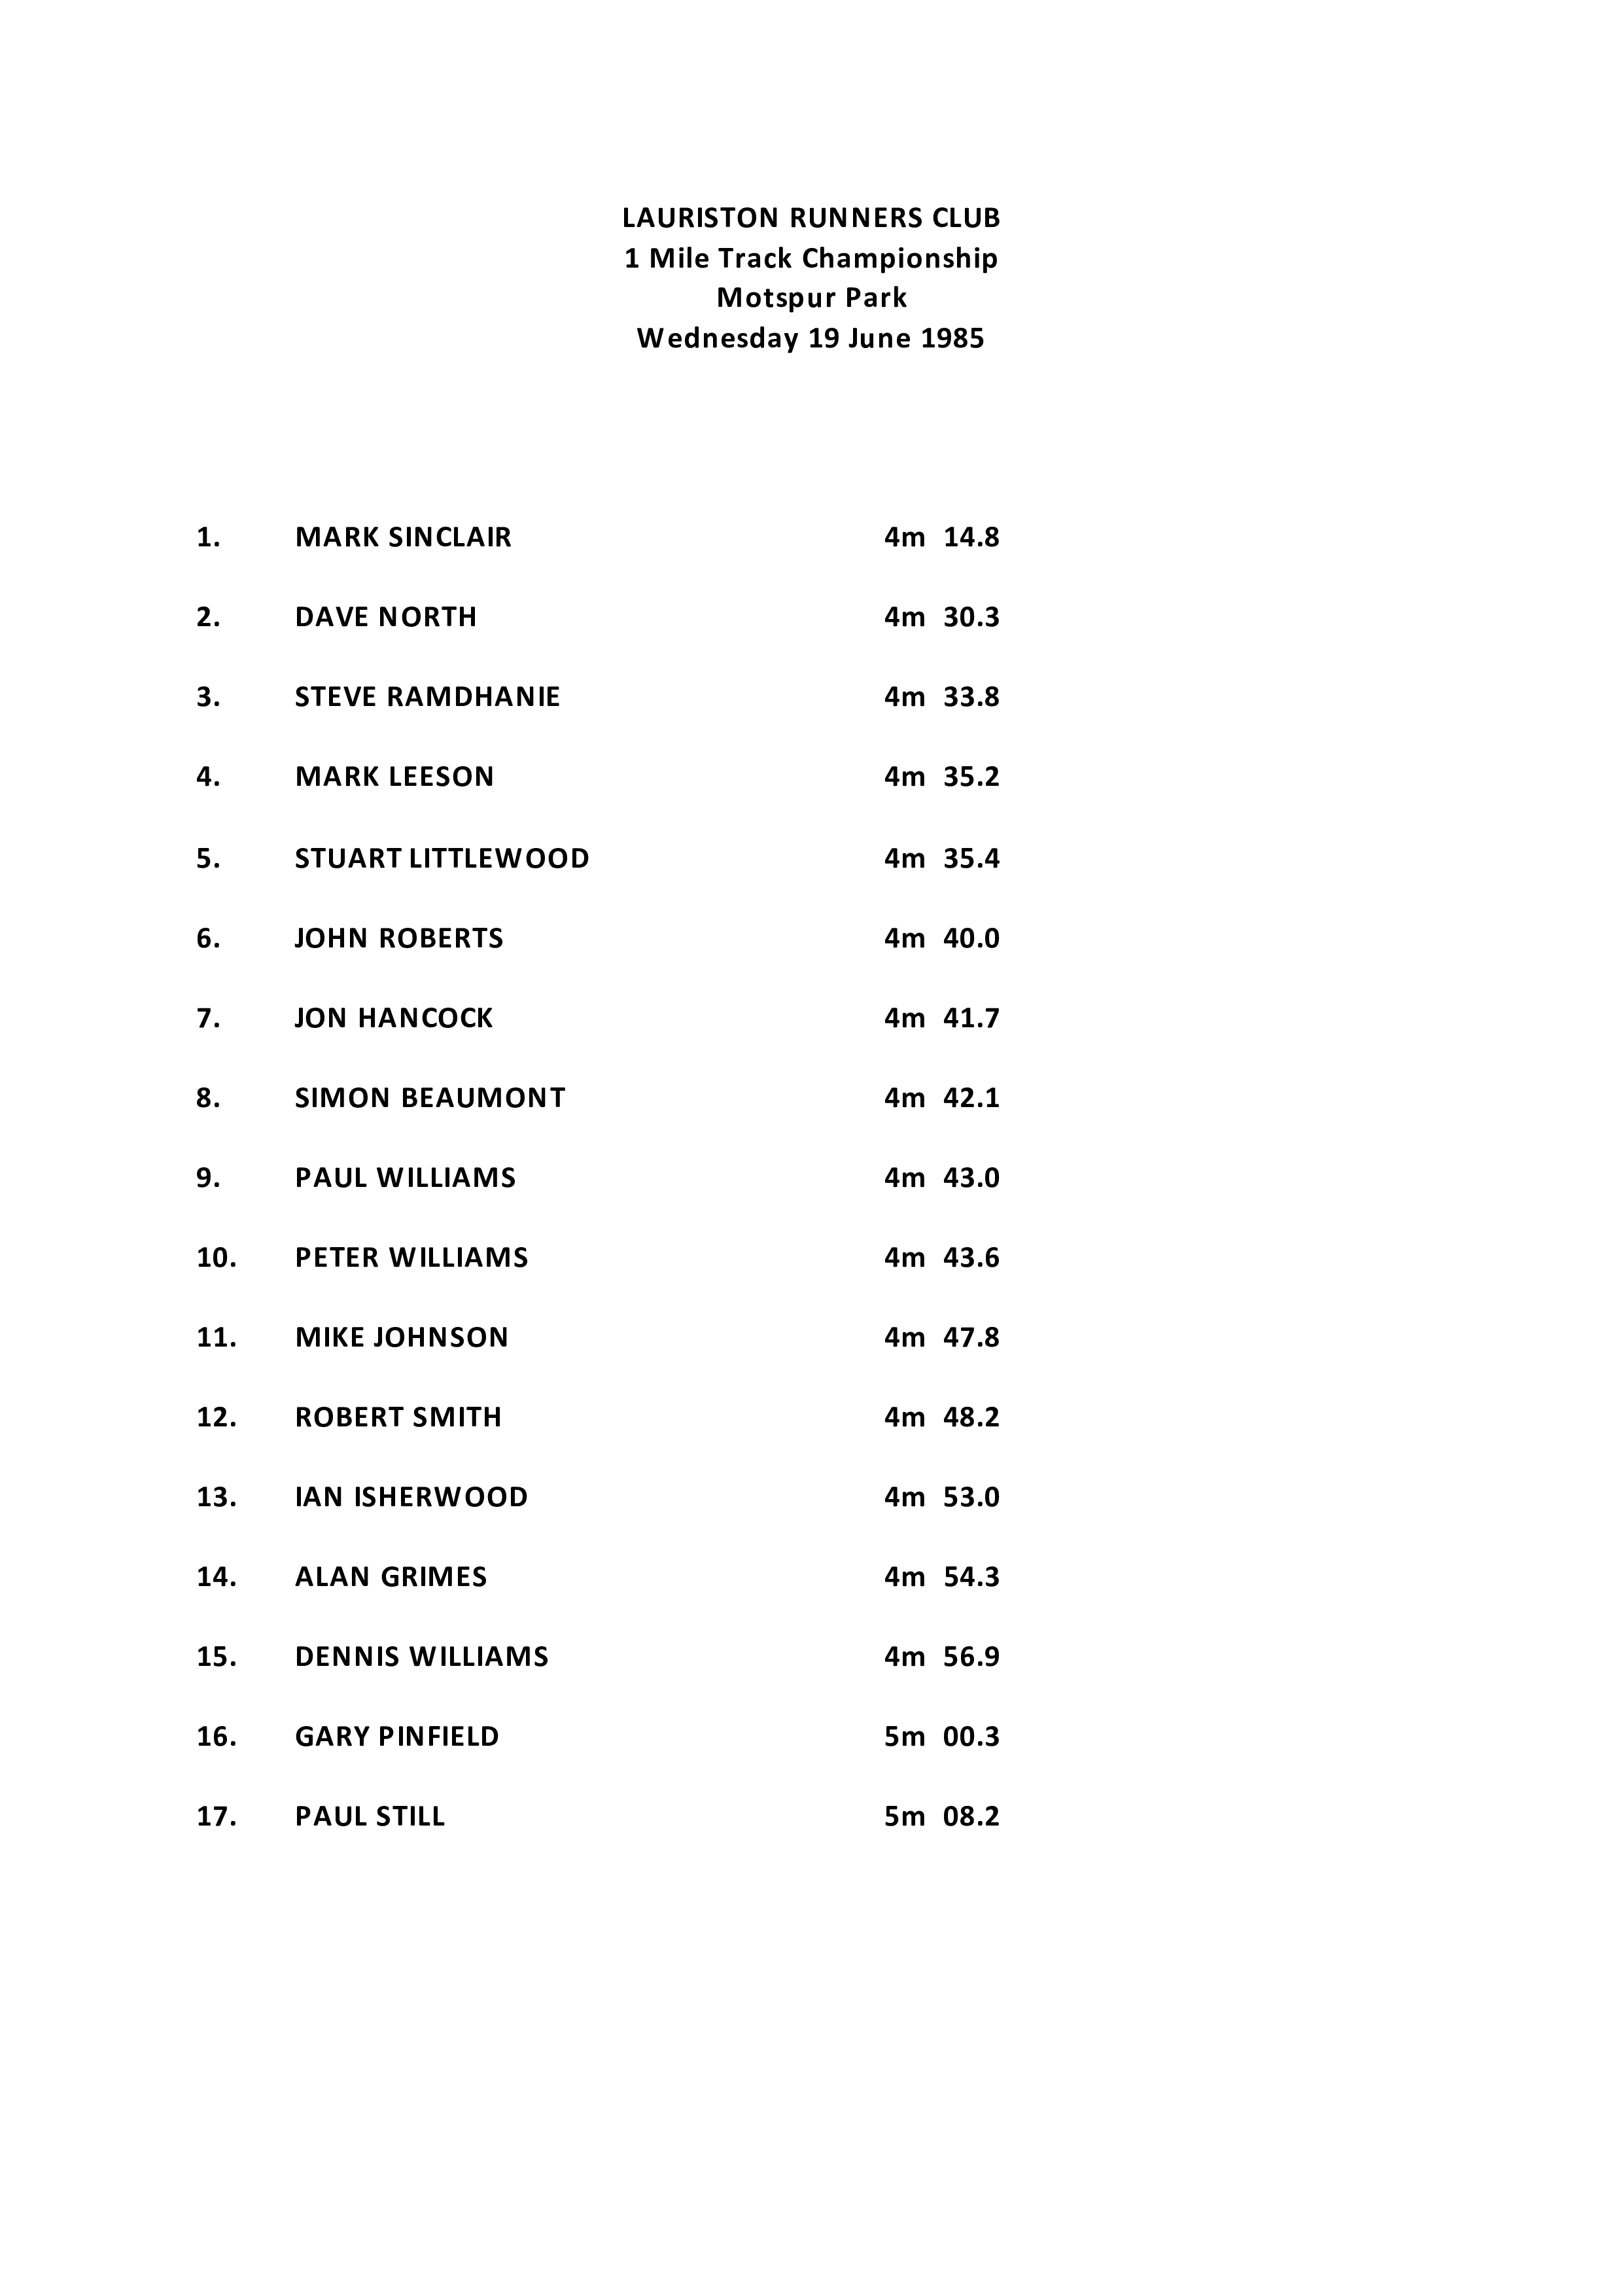 LAURISTON RUNNERS CLUB
1 Mile Track Championship
Motspur Park
Wednesday 19 June 1985
1. MARK SINCLAIR 4m 14.8
2. DAVE NORTH 4m 30.3
3. STEVE RAMDHANIE 4m 33.8
4. MARK LEESON 4m 35.2
5. STUART LITTLEWOOD 4m 35.4
6. JOHN ROBERTS 4m 40.0
7. JON HANCOCK 4m 41.7
8. SIMON BEAUMONT 4m 42.1
9. PAUL WILLIAMS 4m 43.0
10. PETER WILLIAMS 4m 43.6
11. MIKE JOHNSON 4m 47.8
12. ROBERT SMITH 4m 48.2
13. IAN ISHERWOOD 4m 53.0
14. ALAN GRIMES 4m 54.3
15. DENNIS WILLIAMS 4m 56.9
16. GARY PINFIELD 5m 00.3
17. PAUL STILL 5m 08.2